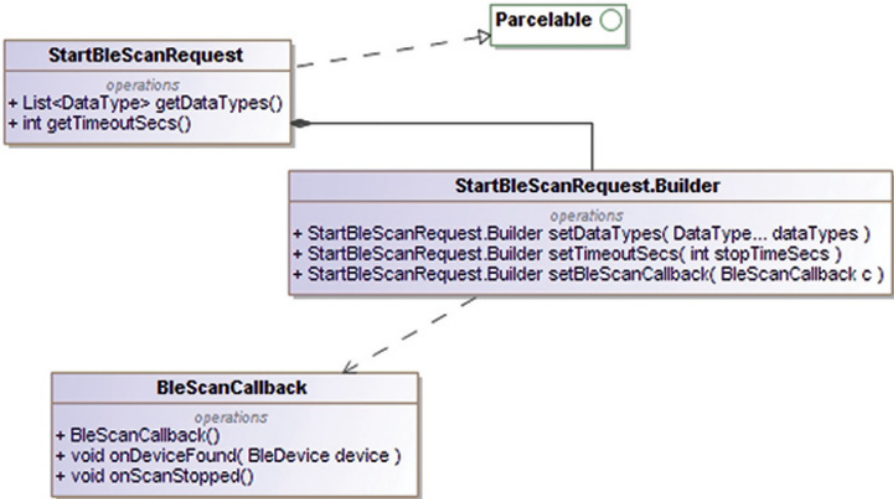 Parcelable
StartBleScanRequest
operations
+ List<DataType> getDataTypes()
+ int getTimeoutSecs()
StartBleScanRequest.Builder
operations
+ StartBleScanRequest.Builder setDataTypes( DataType... dataTypes )
+ StartBleScanRequest.Builder setTimeoutSecs( int stopTimeSecs )
+ StartBleScanRequest.Builder setBleScanCallback( BleScanCallback c )
BleScanCallback
operations
+ BleScanCallback()
+ void onDeviceFound( BleDevice device )
+ void onScanStopped()